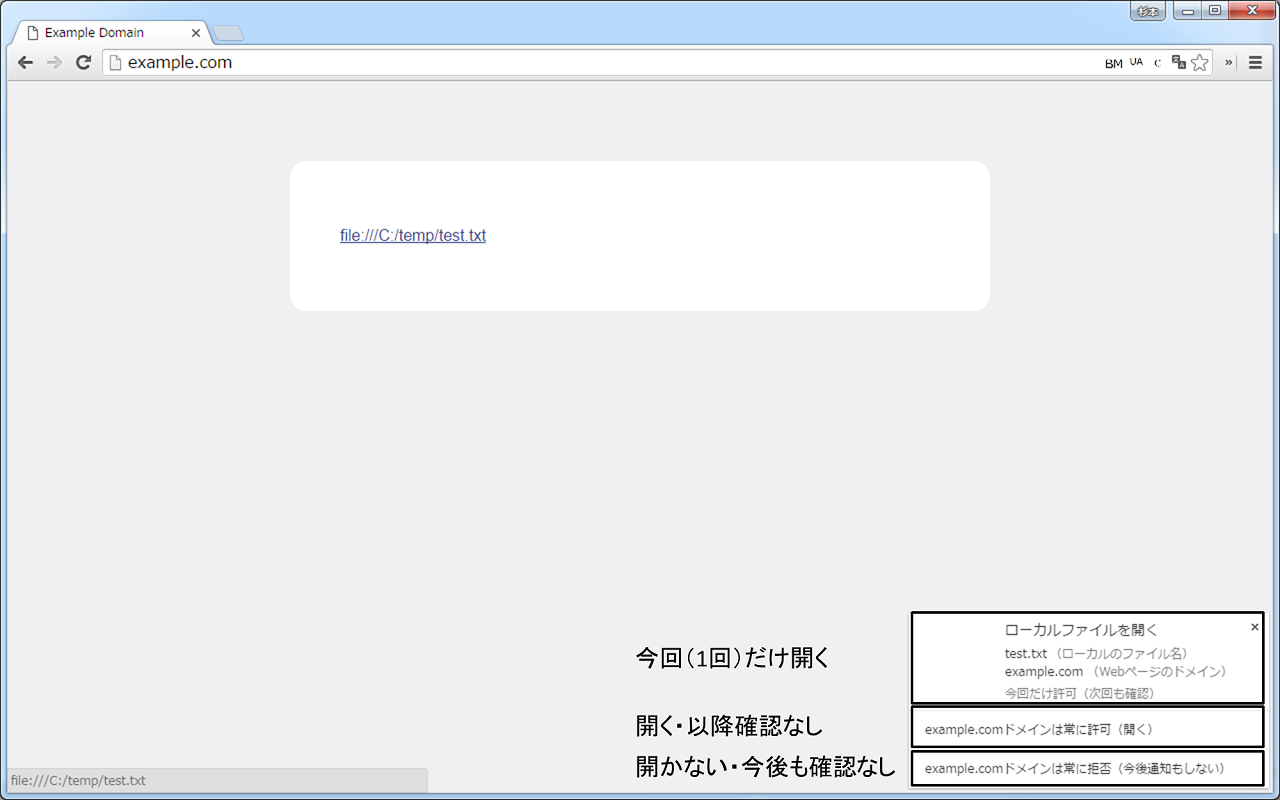 杉本
Example Domain
example.com
BM UA C
file:///C:/temp/test.txt
今回（1回）だけ開く
ローカルファイルを開く
test.txt （ローカルのファイル名）
example.com （Webページのドメイン）
今回だけ許可（次回も確認）
開く・以降確認なし
example.comドメインは常に許可（開く）
開かない・今後も確認なし
example.comドメインは常に拒否（今後通知もしない）
file:///C:/temp/test.txt